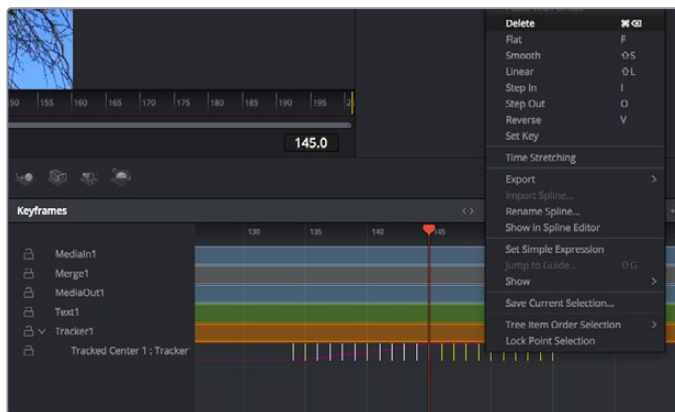 Delete ⌘⌫
Flat F
Smooth ⇧S
Linear ⇧L
Step In I
Step Out O
Reverse V
Set Key
Time Stretching
Export >
Import Spline...
Rename Spline...
Show in Spline Editor
Set Simple Expression
Jump to Guide... ⇧G
Show >
Save Current Selection...
Tree Item Order Selection >
Lock Point Selection
50 155 160 165 170 175 180 185 190 195
145.0
Keyframes
130 135 140 145
MediaIn1
Merge1
MediaOut1
Text1
Tracker1
Tracked Center 1 : Tracker